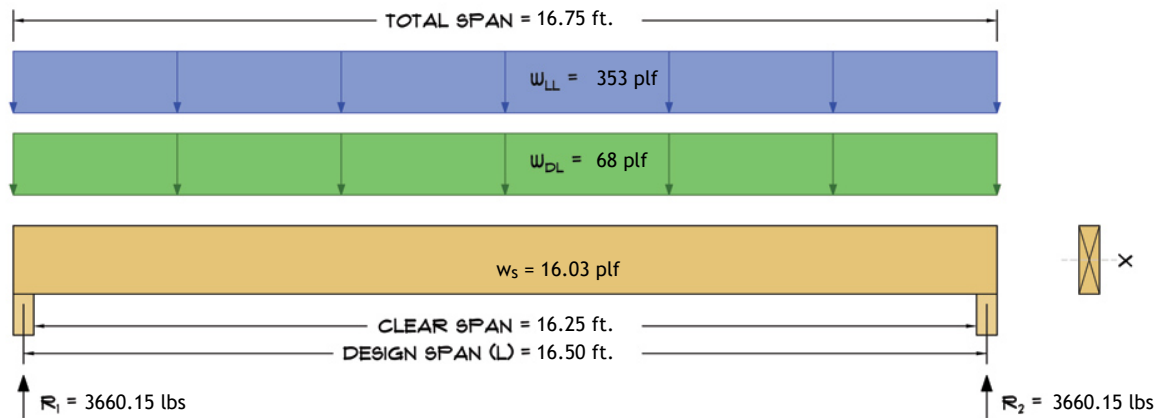 TOTAL SPAN = 16.75 ft.
WLL = 353 plf
WDL = 68 plf
ws = 16.03 plf
X
CLEAR SPAN = 16.25 ft.
DESIGN SPAN (L) = 16.50 ft.
R1 = 3660.15 lbs
R2 = 3660.15 lbs